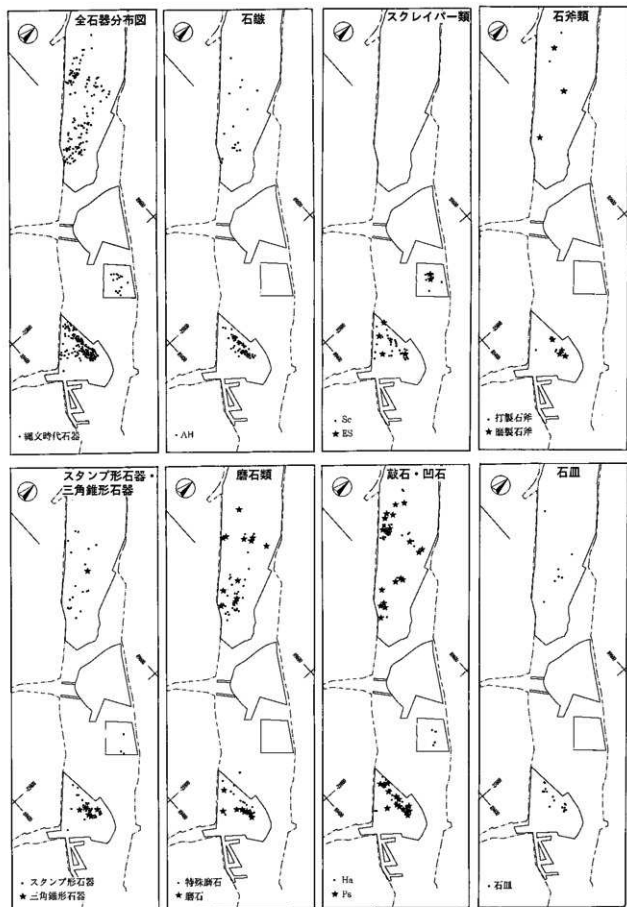 全石器分布図
・縄文時代石器
石鏃
・AH
スクレイパー類
・Sc
★ES
石斧類
・打製石斧
★磨製石斧
スタンプ形石器・
三角錐形石器
・スタンプ形石器
★三角錐形石器
磨石類
・特殊磨石
★磨石
敲石・凹石
・Ha
★Ps
石皿
・石皿